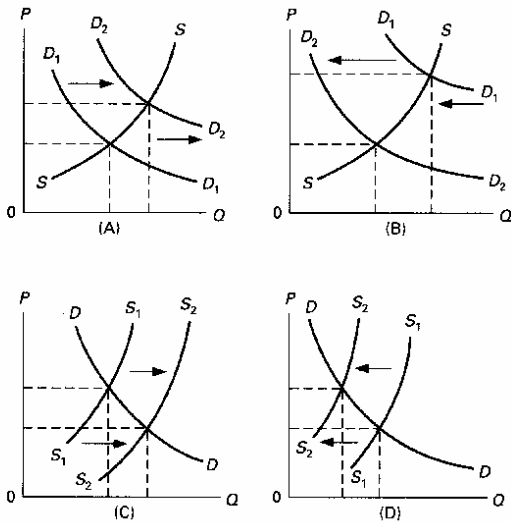 P
D₂
S
D₁
D₂
S
D₁
0
Q
(A)
P
D₁
S
D₂
D₁
S
D₂
0
Q
(B)
P
D
S₁
S₂
S₁
D
S₂
0
Q
(C)
P
D
S₂
S₁
S₂
S₁
D
0
Q
(D)